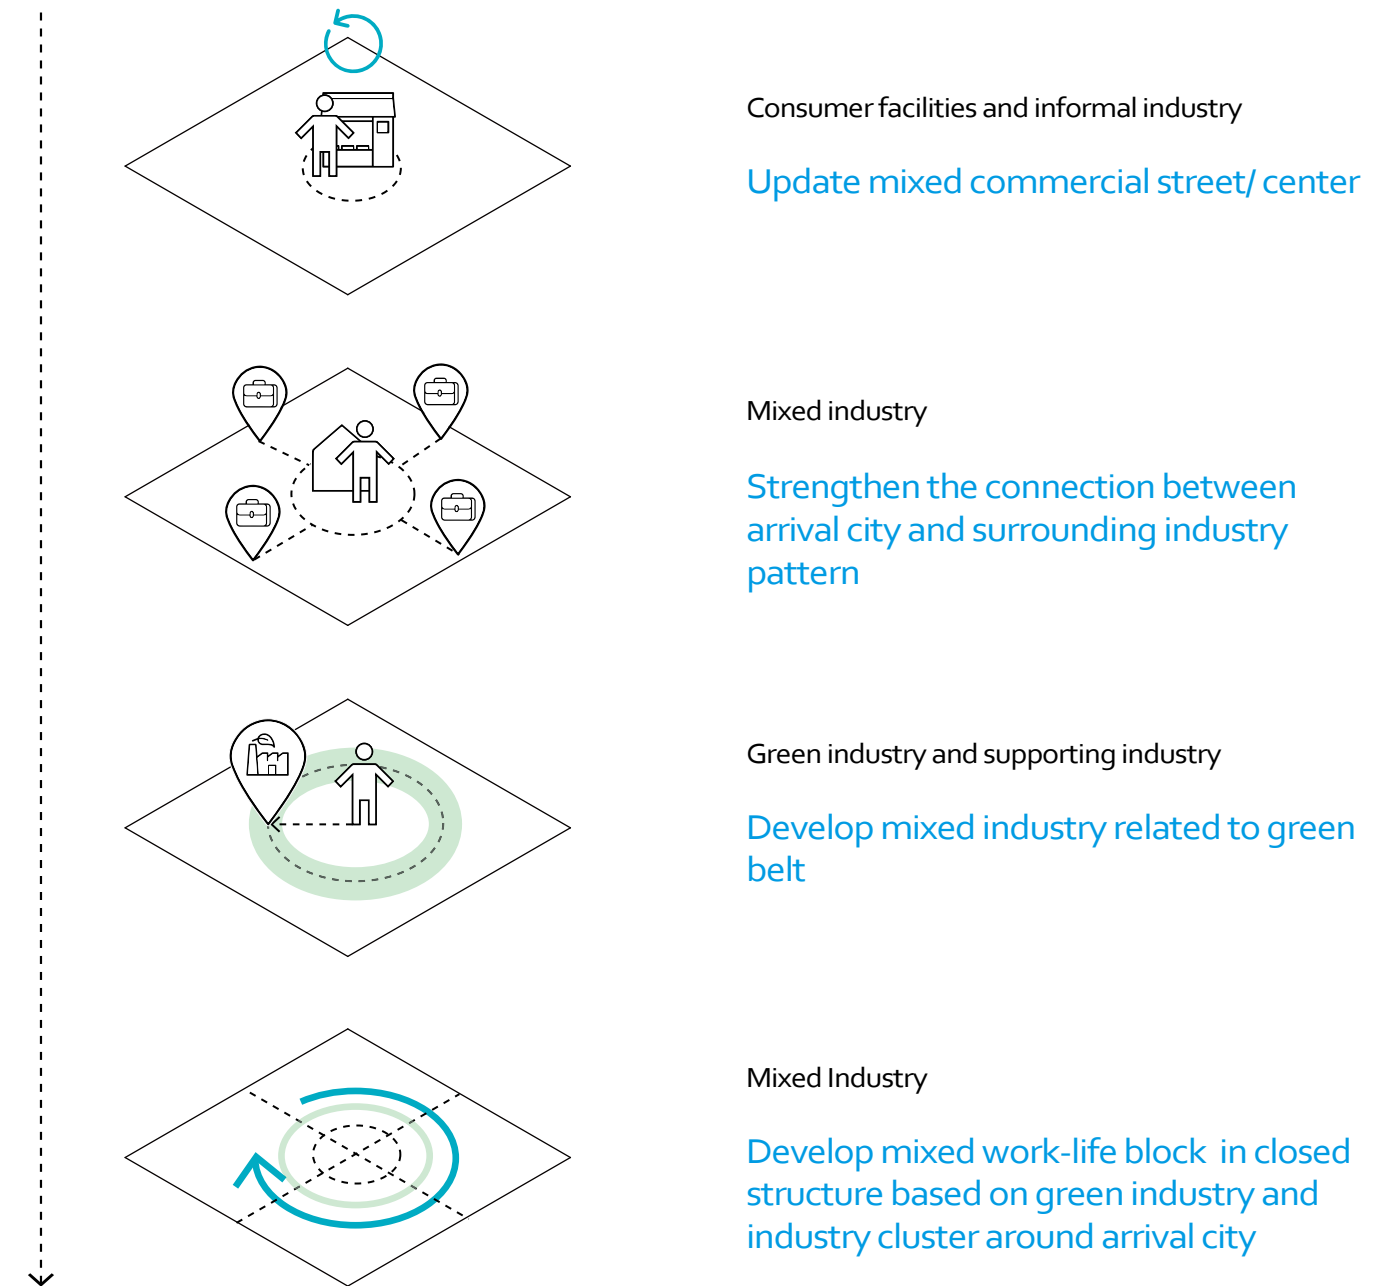 Consumer facilities and informal industry
Update mixed commercial street/ center
Mixed industry
Strengthen the connection between
arrival city and surrounding industry
pattern
Green industry and supporting industry
Develop mixed industry related to green
belt
Mixed Industry
Develop mixed work-life block  in closed
structure based on green industry and
industry cluster around arrival city